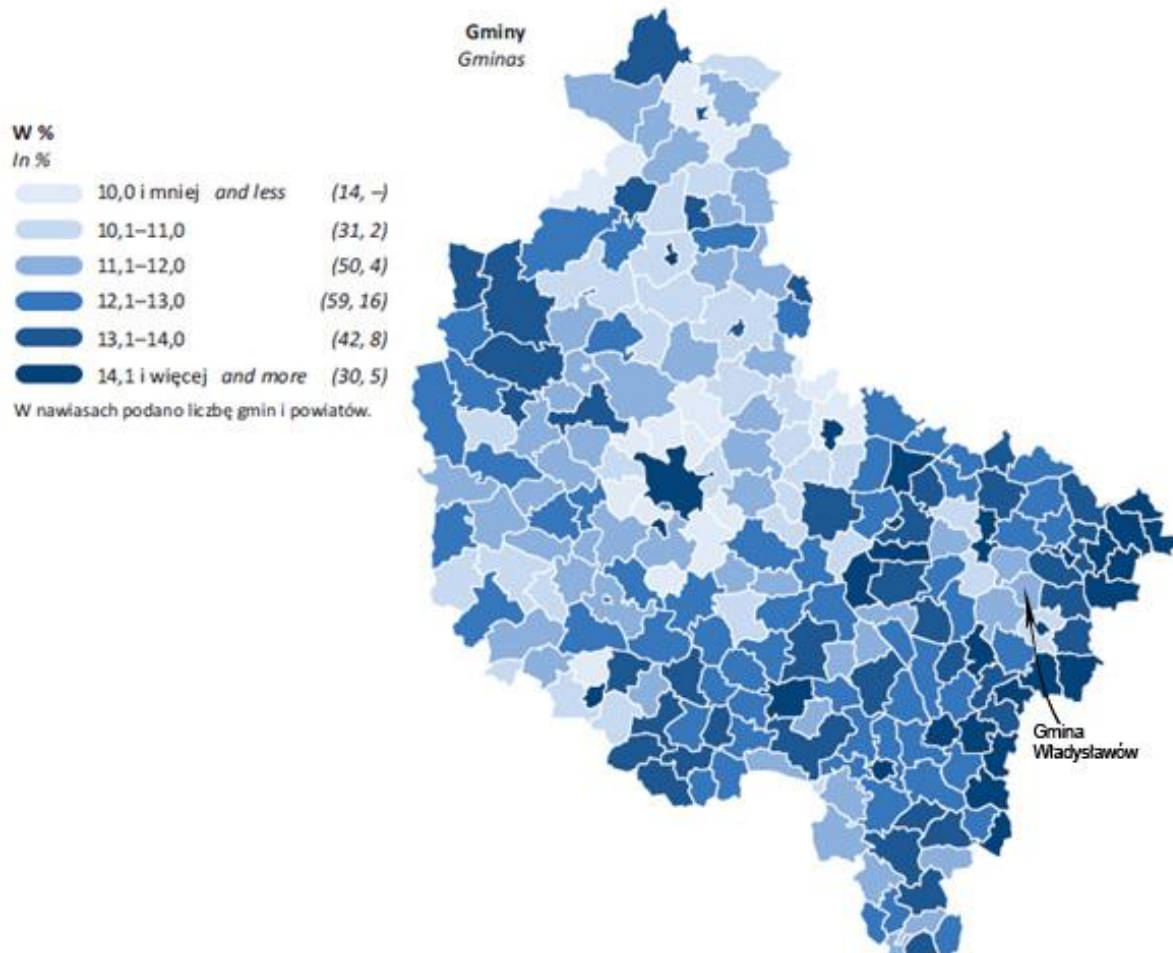 Gminy
Gminas
W %
In %
10,0 i mniej and less (14, –)
10,1–11,0 (31, 2)
11,1–12,0 (50, 4)
12,1–13,0 (59, 16)
13,1–14,0 (42, 8)
14,1 i więcej and more (30, 5)
W nawiasach podano liczbę gmin i powiatów.
Gmina
Władysławów